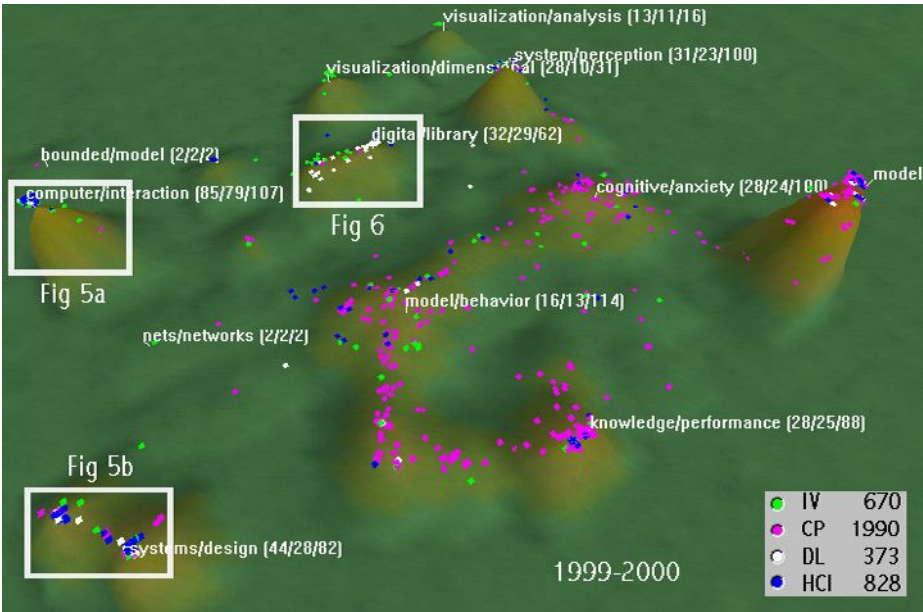 visualization/analysis (13/11/16)
system/perception (31/23/100)
visualization/dimensional (28/10/31)
digital/library (32/29/62)
bounded/model (2/2/2)
computer/interaction (85/79/107)
cognitive/anxiety (28/24/100)
model
Fig 6
Fig 5a
model/behavior (16/13/114)
nets/networks (2/2/2)
knowledge/performance (28/25/88)
Fig 5b
systems/design (44/28/82)
1999-2000
IV 670
CP 1990
DL 373
HCI 828